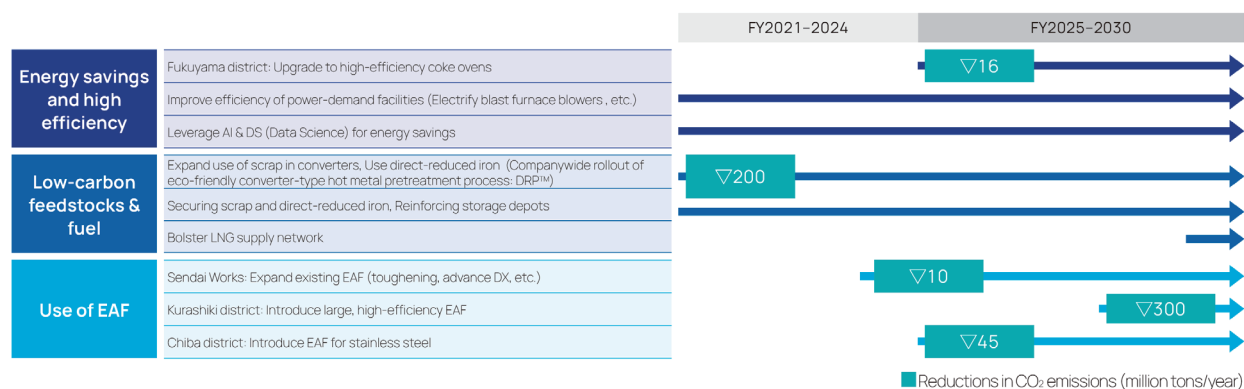 FY2021–2024
FY2025–2030
Energy savings
and high
efficiency
Fukuyama district: Upgrade to high-efficiency coke ovens
▽16
Improve efficiency of power-demand facilities (Electrify blast furnace blowers , etc.)
Leverage AI & DS (Data Science) for energy savings
Low-carbon
feedstocks &
fuel
Expand use of scrap in converters, Use direct-reduced iron (Companywide rollout of
eco-friendly converter-type hot metal pretreatment process: DRP™)
▽200
Securing scrap and direct-reduced iron, Reinforcing storage depots
Bolster LNG supply network
Use of EAF
Sendai Works: Expand existing EAF (toughening, advance DX, etc.)
▽10
Kurashiki district: Introduce large, high-efficiency EAF
▽300
Chiba district: Introduce EAF for stainless steel
▽45
Reductions in CO₂ emissions (million tons/year)